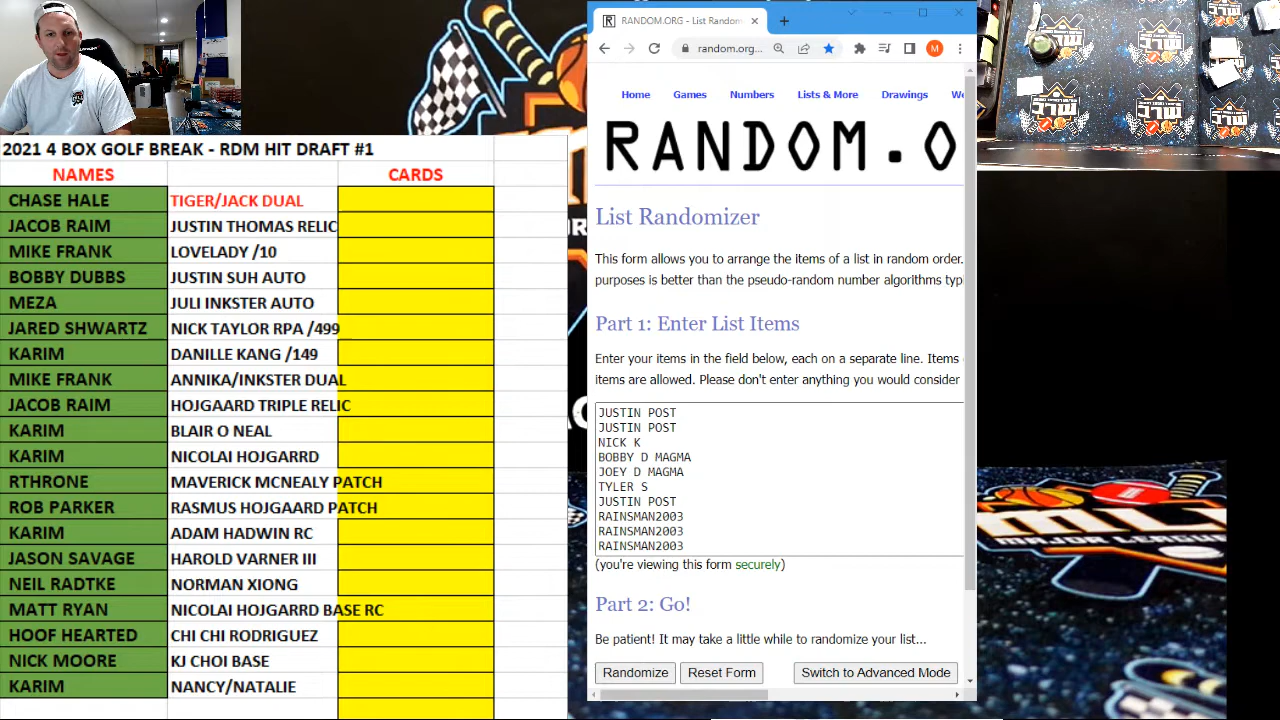 2021 4 BOX GOLF BREAK - RDM HIT DRAFT #1
NAMES CARDS
CHASE HALE TIGER/JACK DUAL
JACOB RAIM JUSTIN THOMAS RELIC
MIKE FRANK LOVELADY /10
BOBBY DUBBS JUSTIN SUH AUTO
MEZA JULI INKSTER AUTO
JARED SHWARTZ NICK TAYLOR RPA /499
KARIM DANILLE KANG /149
MIKE FRANK ANNIKA/INKSTER DUAL
JACOB RAIM HOJGAARD TRIPLE RELIC
KARIM BLAIR O NEAL
KARIM NICOLAI HOJGARRD
RTHRONE MAVERICK MCNEALY PATCH
ROB PARKER RASMUS HOJGAARD PATCH
KARIM ADAM HADWIN RC
JASON SAVAGE HAROLD VARNER III
NEIL RADTKE NORMAN XIONG
MATT RYAN NICOLAI HOJGARRD BASE RC
HOOF HEARTED CHI CHI RODRIGUEZ
NICK MOORE KJ CHOI BASE
KARIM NANCY/NATALIE
RANDOM.ORG - List Random
random.org...
M
Home Games Numbers Lists & More Drawings We
RANDOM.O
List Randomizer
This form allows you to arrange the items of a list in random order.
purposes is better than the pseudo-random number algorithms typ
Part 1: Enter List Items
Enter your items in the field below, each on a separate line. Items
items are allowed. Please don't enter anything you would consider
JUSTIN POST
JUSTIN POST
NICK K
BOBBY D MAGMA
JOEY D MAGMA
TYLER S
JUSTIN POST
RAINSMAN2003
RAINSMAN2003
RAINSMAN2003
(you're viewing this form securely)
Part 2: Go!
Be patient! It may take a little while to randomize your list...
Randomize Reset Form Switch to Advanced Mode